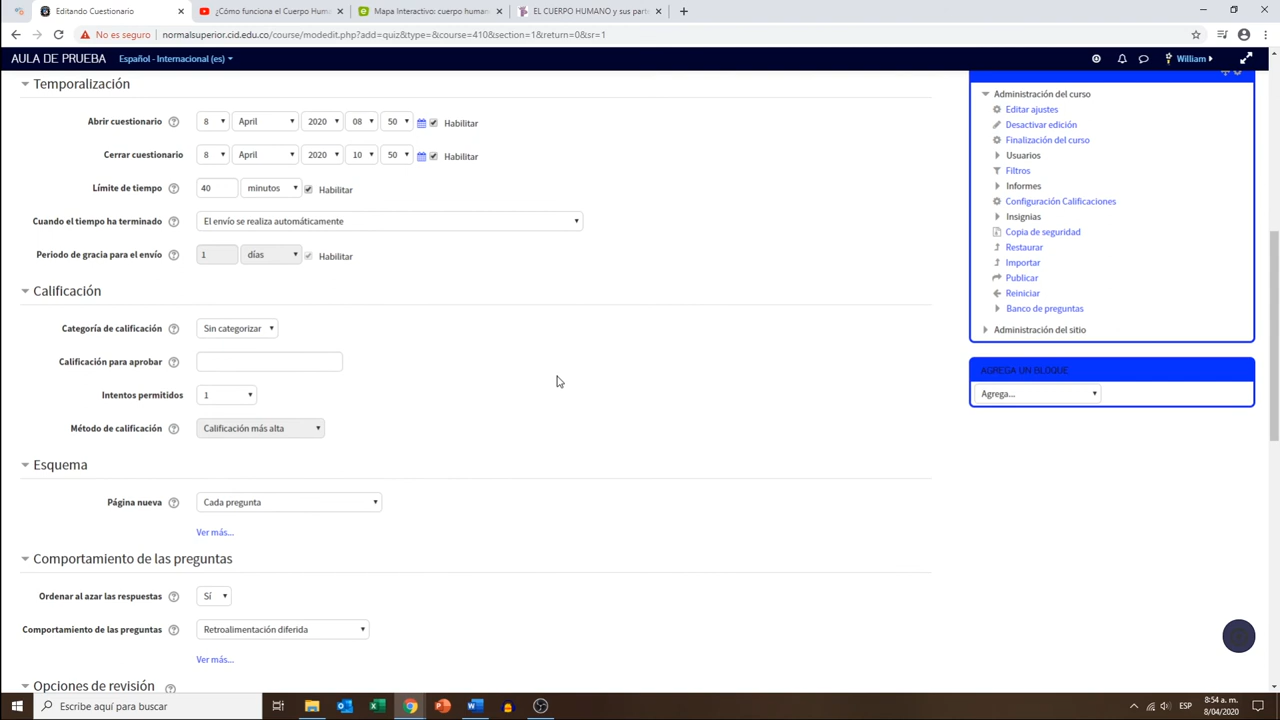 Editando Cuestionario
¿Cómo funciona el Cuerpo Hum
Mapa Interactivo: cuerpo human
EL CUERPO HUMANO y sus part
No es seguro
normalsuperior.cid.edu.co/course/modedit.php?add=quiz&type=&course=410&section=1&return=0&sr=1
AULA DE PRUEBA
Español - Internacional (es)
William
Temporalización
Abrir cuestionario 8 April 2020 08 50 Habilitar
Cerrar cuestionario 8 April 2020 10 50 Habilitar
Límite de tiempo 40 minutos Habilitar
Cuando el tiempo ha terminado El envío se realiza automáticamente
Periodo de gracia para el envío 1 días Habilitar
Calificación
Categoría de calificación Sin categorizar
Calificación para aprobar
Intentos permitidos 1
Método de calificación Calificación más alta
Esquema
Página nueva Cada pregunta
Ver más...
Comportamiento de las preguntas
Ordenar al azar las respuestas Sí
Comportamiento de las preguntas Retroalimentación diferida
Ver más...
Opciones de revisión
Administración del curso
Editar ajustes
Desactivar edición
Finalización del curso
Usuarios
Filtros
Informes
Configuración Calificaciones
Insignias
Copia de seguridad
Restaurar
Importar
Publicar
Reiniciar
Banco de preguntas
Administración del sitio
AGREGA UN BLOQUE
Agrega...
Escribe aquí para buscar
ESP
8:54 a. m.
8/04/2020